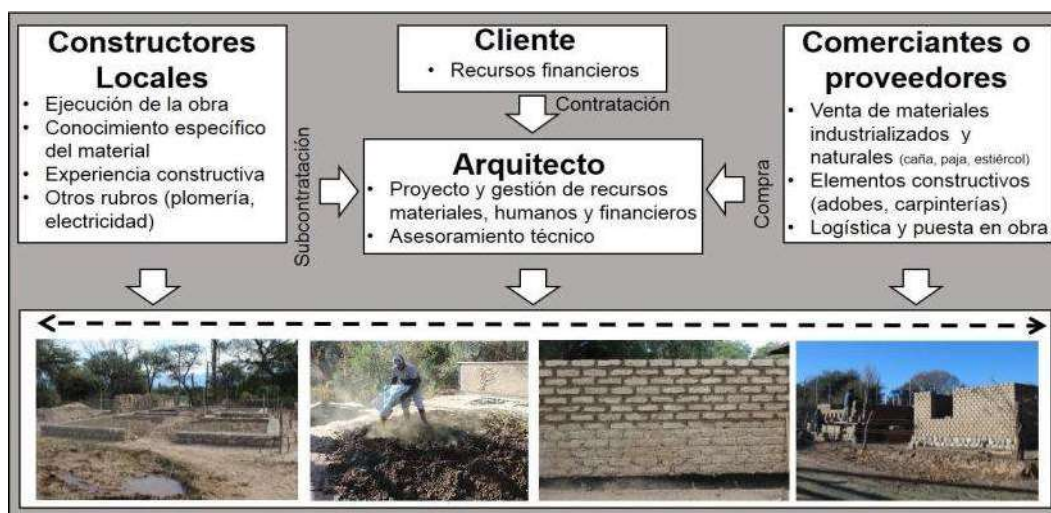 Constructores
Locales
• Ejecución de la obra
• Conocimiento específico
del material
• Experiencia constructiva
• Otros rubros (plomería,
electricidad)
Subcontratación
Cliente
• Recursos financieros
Contratación
Arquitecto
• Proyecto y gestión de recursos
materiales, humanos y financieros
• Asesoramiento técnico
Compra
Comerciantes o
proveedores
• Venta de materiales
industrializados y
naturales (caña, paja, estiércol)
• Elementos constructivos
(adobes, carpinterías)
• Logística y puesta en obra